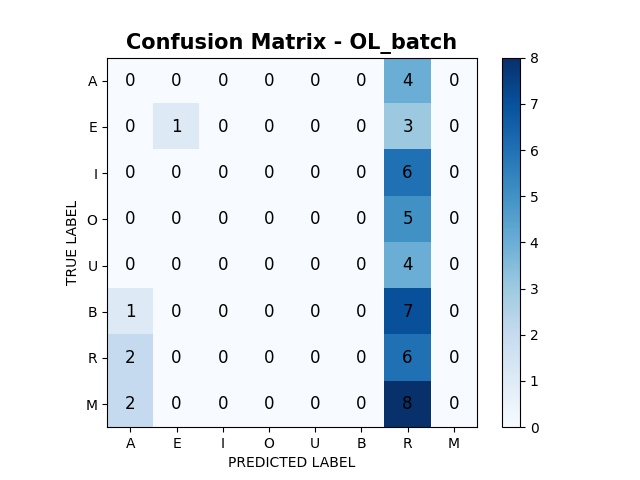 Confusion Matrix - OL_batch
TRUE LABEL
A 0 0 0 0 0 0 4 0
E 0 1 0 0 0 0 3 0
I 0 0 0 0 0 0 6 0
O 0 0 0 0 0 0 5 0
U 0 0 0 0 0 0 4 0
B 1 0 0 0 0 0 7 0
R 2 0 0 0 0 0 6 0
M 2 0 0 0 0 0 8 0
A E I O U B R M
PREDICTED LABEL
8
7
6
5
4
3
2
1
0